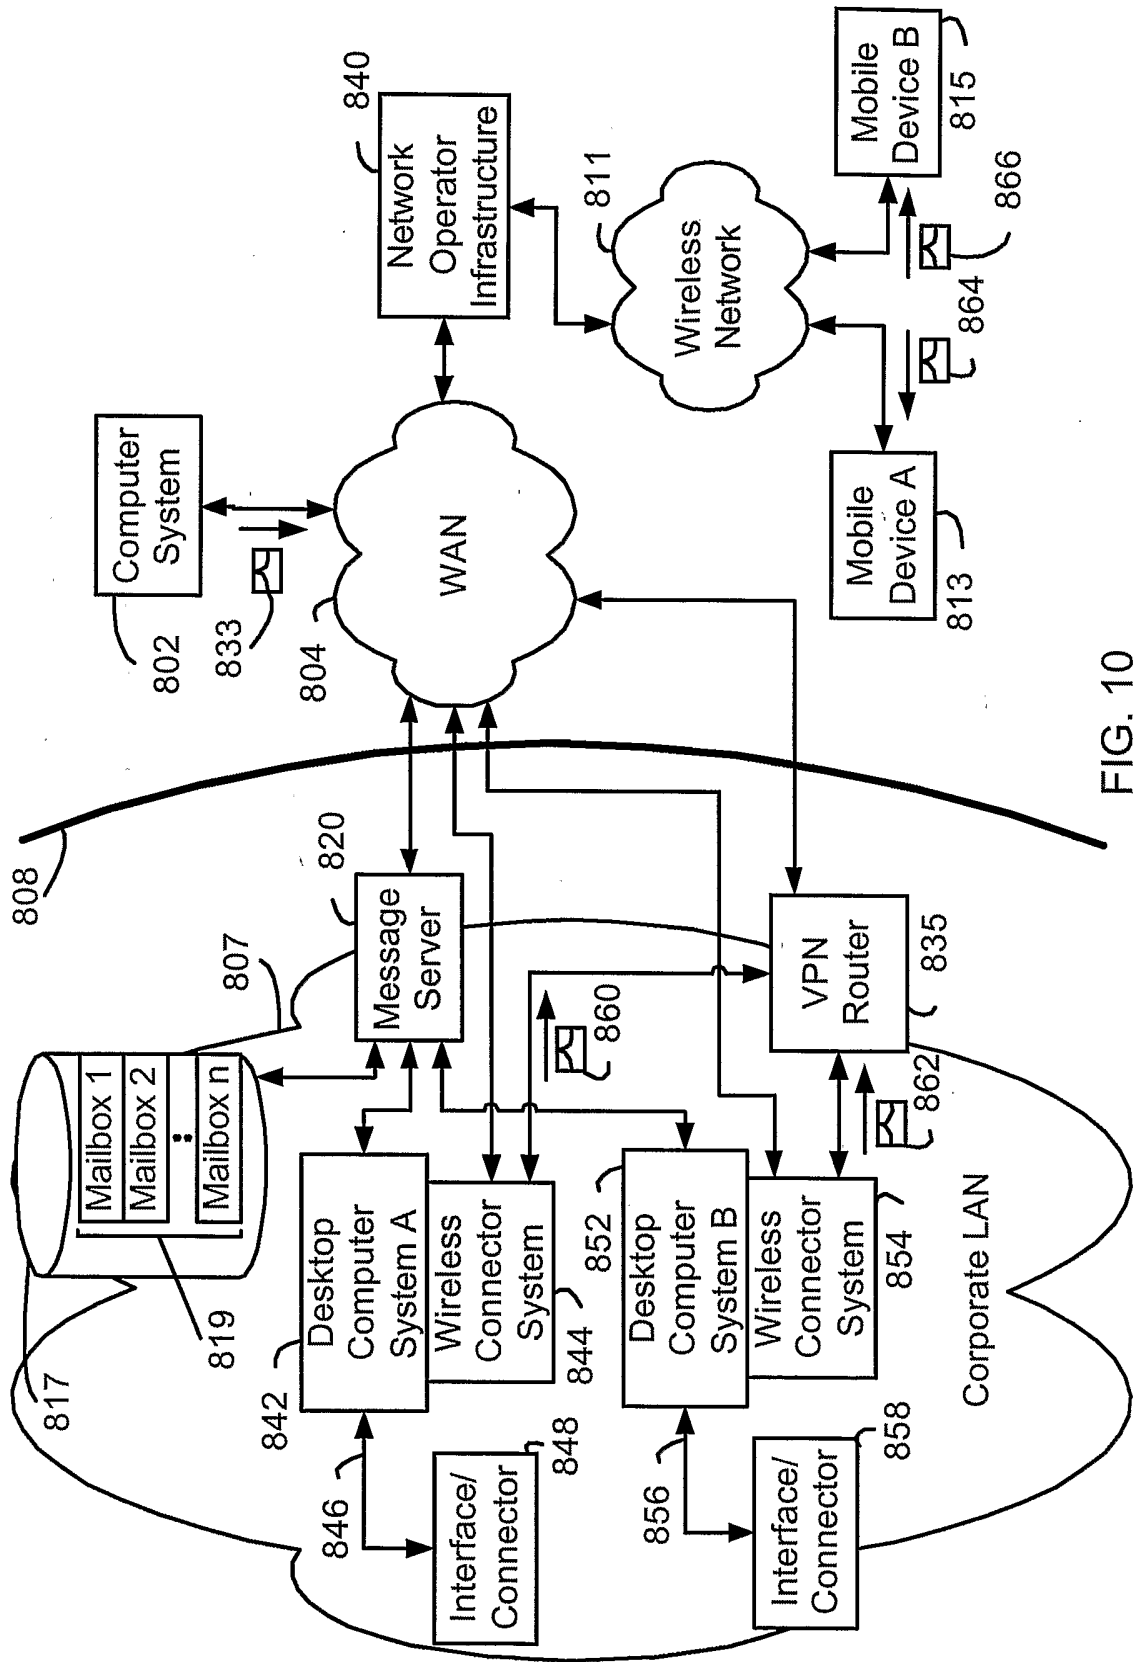 817
819
Mailbox 1
Mailbox 2
Mailbox n
807
808
802
Computer
System
833
804
WAN
840
Network
Operator
Infrastructure
820
Message
Server
842
Desktop
Computer
System A
Wireless
Connector
System
844
846
Interface/
Connector
848
860
811
Wireless
Network
852
Desktop
Computer
System B
Wireless
Connector
System
854
856
Interface/
Connector
858
862
VPN
Router
835
Mobile
Device A
813
864
866
Mobile
Device B
815
Corporate LAN
FIG. 10